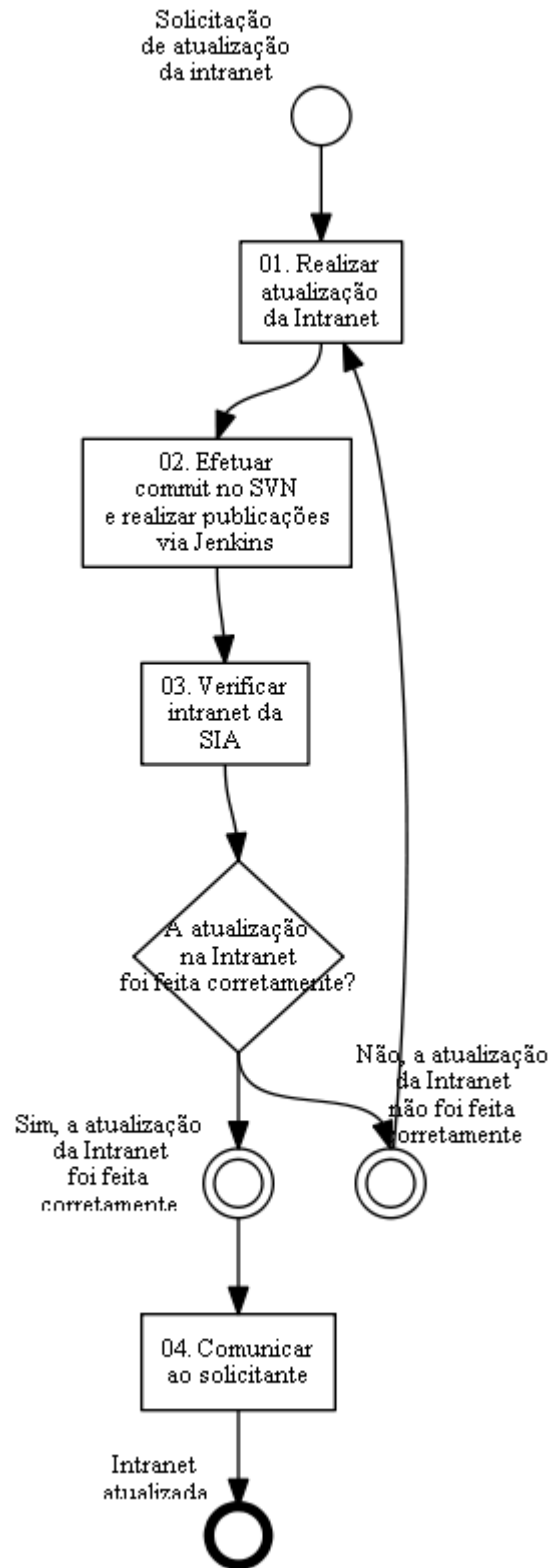 Solicitação
de atualização
da intranet
01. Realizar
atualização
da Intranet
02. Efetuar
commit no SVN
e realizar publicações
via Jenkins
03. Verificar
intranet da
SIA
A atualização
na Intranet
foi feita corretamente?
Não, a atualização
da Intranet
não foi feita
corretamente
Sim, a atualização
da Intranet
foi feita
corretamente
04. Comunicar
ao solicitante
Intranet
atualizada